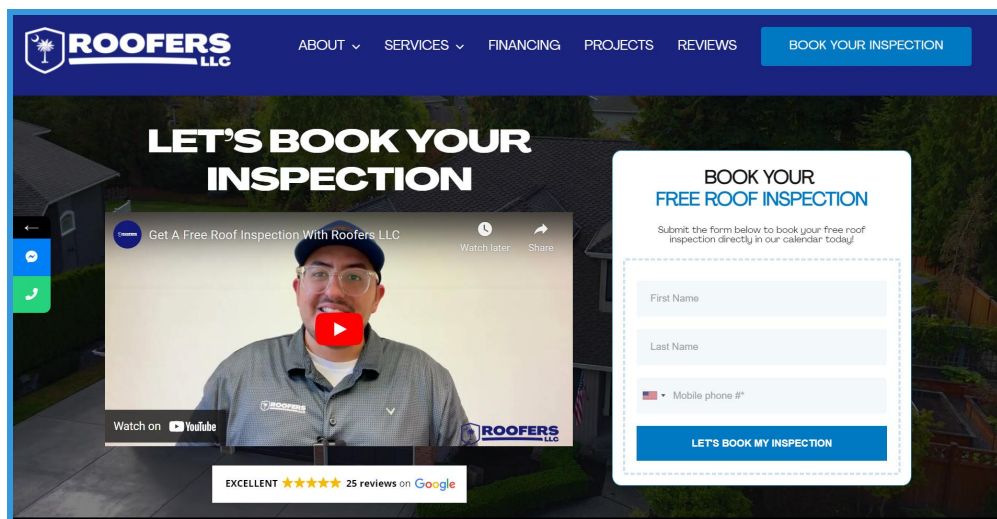 ROOFERS
LLC
ABOUT
SERVICES
FINANCING
PROJECTS
REVIEWS
BOOK YOUR INSPECTION
LET'S BOOK YOUR
INSPECTION
Get A Free Roof Inspection With Roofers LLC
Watch later
Share
ROOFERS
Watch on YouTube
ROOFERS
LLC
EXCELLENT 25 reviews on Google
BOOK YOUR
FREE ROOF INSPECTION
Submit the form below to book your free roof
inspection directly in our calendar today!
First Name
Last Name
Mobile phone #*
LET'S BOOK MY INSPECTION